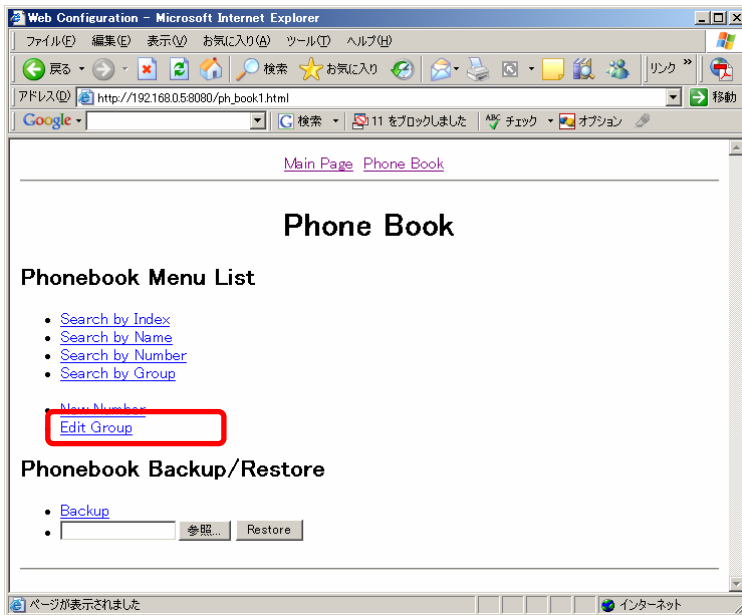 Web Configuration - Microsoft Internet Explorer
ファイル(F) 編集(E) 表示(V) お気に入り(A) ツール(T) ヘルプ(H)
戻る 検索 お気に入り リンク »
アドレス(D) http://192.168.0.5:8080/ph_book1.html 移動
Google 検索 11 をブロックしました ABC チェック オプション
Main Page Phone Book
Phone Book
Phonebook Menu List
Search by Index
Search by Name
Search by Number
Search by Group
New Number
Edit Group
Phonebook Backup/Restore
Backup
参照... Restore
ページが表示されました インターネット